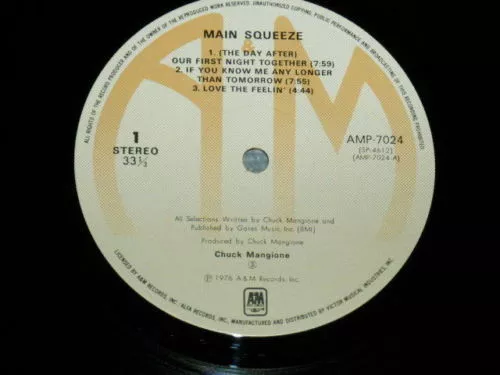 ALL RIGHTS OF THE RECORD PRODUCER AND OF THE OWNER OF THE RECORDED WORK RESERVED. UNAUTHORIZED COPYING, PUBLIC PERFORMANCE AND BROADCASTING OF THIS RECORD PROHIBITED
A&M
MAIN SQUEEZE
1. (THE DAY AFTER)
OUR FIRST NIGHT TOGETHER (7:59)
2. IF YOU KNOW ME ANY LONGER
THAN TOMORROW (7:55)
3. LOVE THE FEELIN' (4:44)
1
STEREO
33⅓
AMP-7024
(SP-4612)
(AMP-7024-A)
All Selections Written by Chuck Mangione and
Published by Gates Music, Inc (BMI)
Produced by Chuck Mangione
Chuck Mangione
Ⓢ
Ⓟ 1976 A & M Records, Inc.
A&M
RECORDS
LICENSED BY A&M RECORDS, INC. ALFA RECORDS, INC., MANUFACTURED AND DISTRIBUTED BY VICTOR MUSICAL INDUSTRIES, INC.